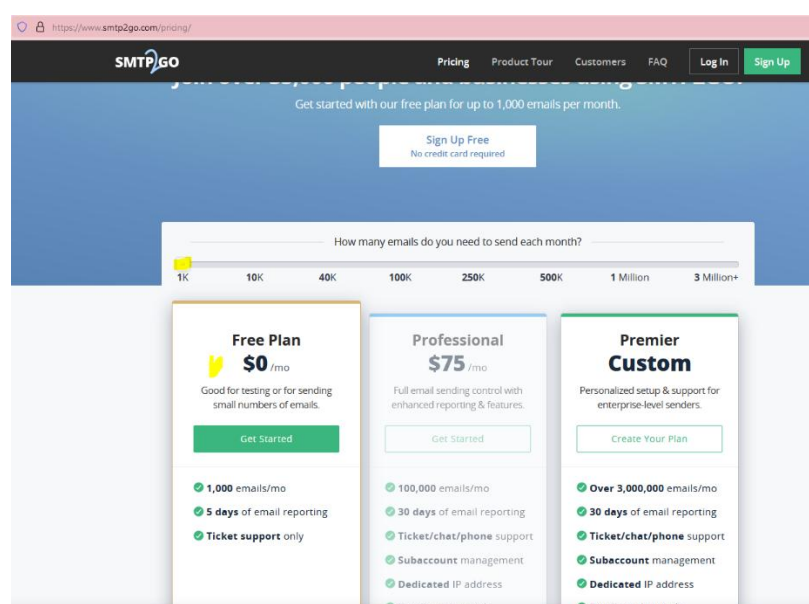 https://www.smtp2go.com/pricing/
SMTP2GO
Pricing Product Tour Customers FAQ Log In Sign Up
Get started with our free plan for up to 1,000 emails per month.
Sign Up Free
No credit card required
How many emails do you need to send each month?
1K 10K 40K 100K 250K 500K 1 Million 3 Million+
Free Plan
$0 /mo
Good for testing or for sending
small numbers of emails.
Get Started
1,000 emails/mo
5 days of email reporting
Ticket support only
Professional
$75 /mo
Full email sending control with
enhanced reporting & features.
Get Started
100,000 emails/mo
30 days of email reporting
Ticket/chat/phone support
Subaccount management
Dedicated IP address
Premier
Custom
Personalized setup & support for
enterprise-level senders.
Create Your Plan
Over 3,000,000 emails/mo
30 days of email reporting
Ticket/chat/phone support
Subaccount management
Dedicated IP address